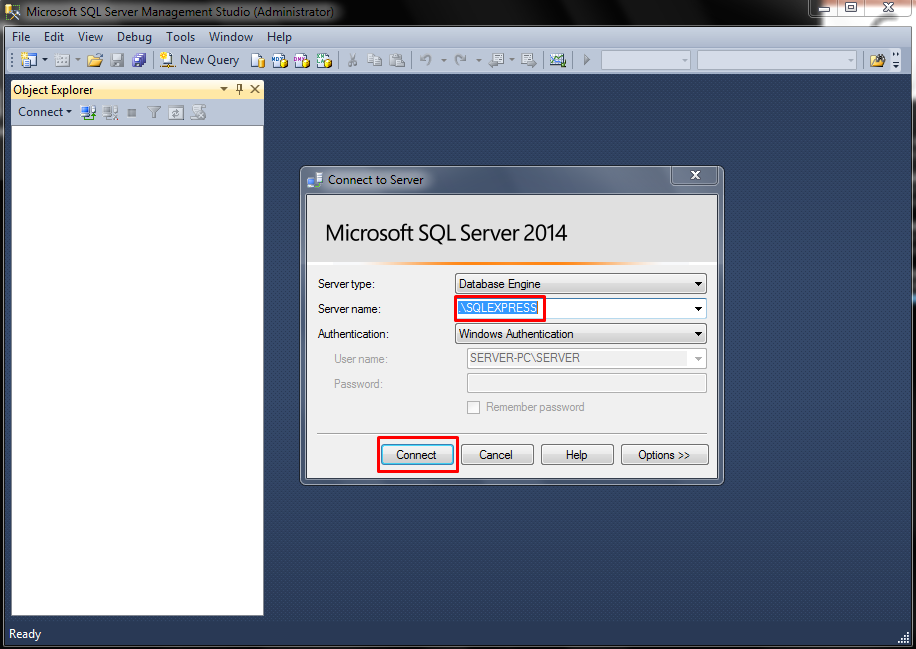 Microsoft SQL Server Management Studio (Administrator)
File Edit View Debug Tools Window Help
New Query
Object Explorer
Connect
Connect to Server
Microsoft SQL Server 2014
Server type: Database Engine
Server name: .\SQLEXPRESS
Authentication: Windows Authentication
User name: SERVER-PC\SERVER
Password:
Remember password
Connect Cancel Help Options >>
Ready